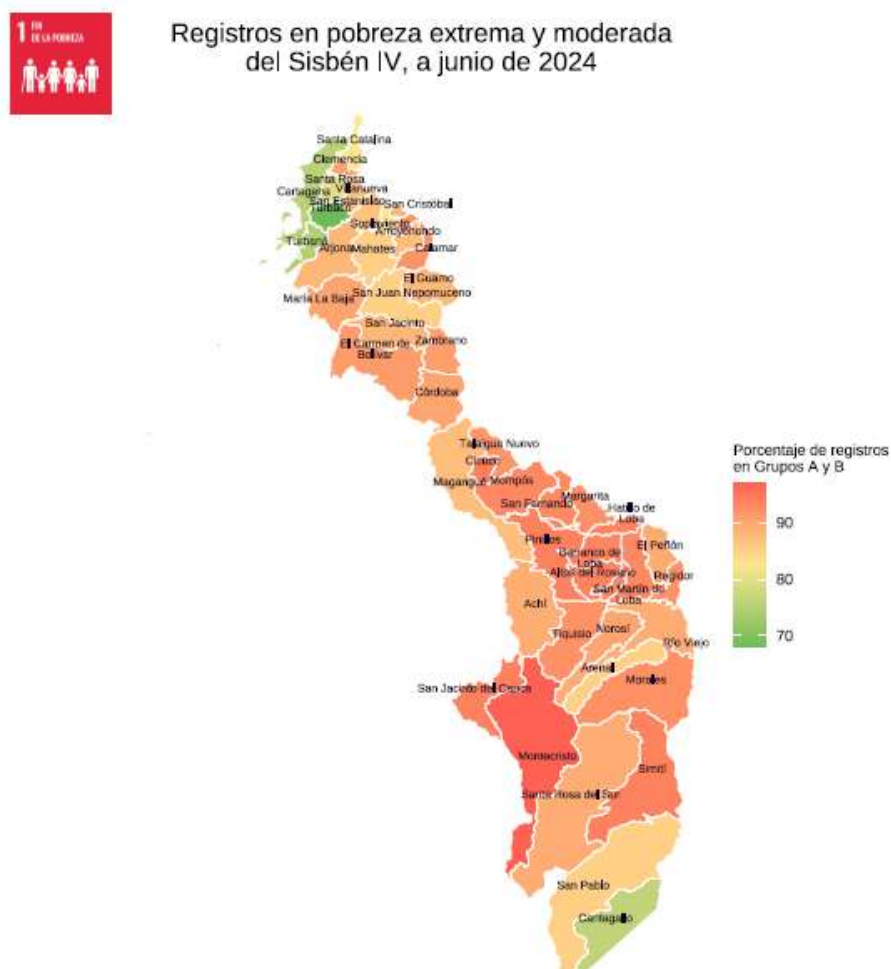 1 FIN
DE LA POBREZA
Registros en pobreza extrema y moderada
del Sisbén IV, a junio de 2024
Santa Catalina
Clemencia
Santa Rosa
Villanueva
Cartagena
San Estanislao
San Cristóbal
Turbaco
Soplaviento
Arroyohondo
Turbaná
Arjona
Mahates
Calamar
El Guamo
San Juan Nepomuceno
María La Baja
San Jacinto
El Carmen de
Bolívar
Zambrano
Córdoba
Talaigua Nuevo
Cicuco
Magangué
Mompós
Margarita
San Fernando
Hatillo de
Loba
Porcentaje de registros
en Grupos A y B
90
80
70
Pinillos
El Peñón
Barranco de
Loba
Altos del Rosario
Regidor
San Martín de
Loba
Achí
Norosí
Tiquisio
Río Viejo
Arenal
Morales
San Jacinto del Cauca
Montecristo
Simití
Santa Rosa del Sur
San Pablo
Cantagallo